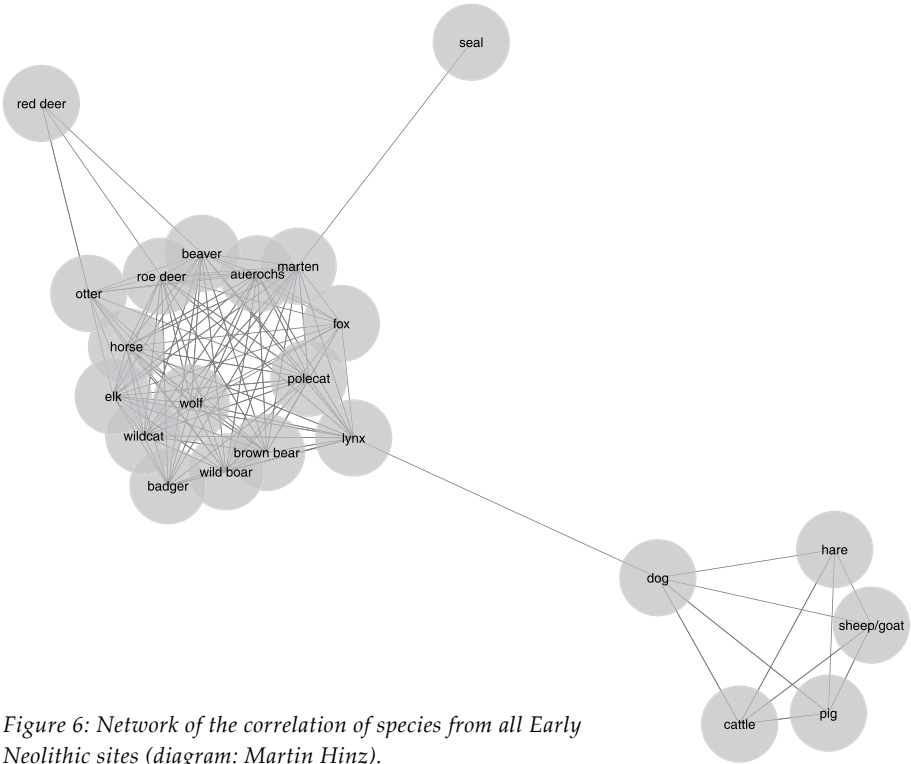 seal
red deer
beaver
marten
roe deer
auerochs
otter
fox
horse
polecat
elk
wolf
wildcat
lynx
brown bear
wild boar
badger
hare
dog
sheep/goat
pig
cattle
Figure 6: Network of the correlation of species from all Early
Neolithic sites (diagram: Martin Hinz).